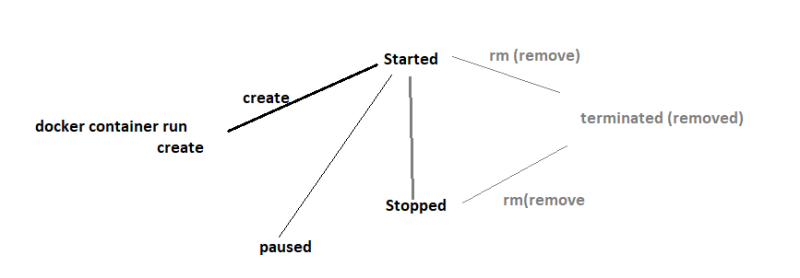 Started
rm (remove)
create
terminated (removed)
docker container run
create
Stopped
rm(remove
paused